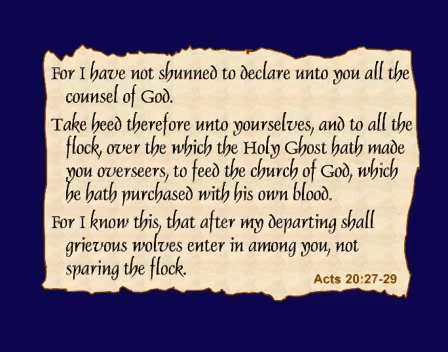 For I have not shunned to declare unto you all the
counsel of God.
Take heed therefore unto yourselves, and to all the
flock, over the which the Holy Ghost hath made
you overseers, to feed the church of God, which
he hath purchased with his own blood.
For I know this, that after my departing shall
grievous wolves enter in among you, not
sparing the flock.
Acts 20:27-29